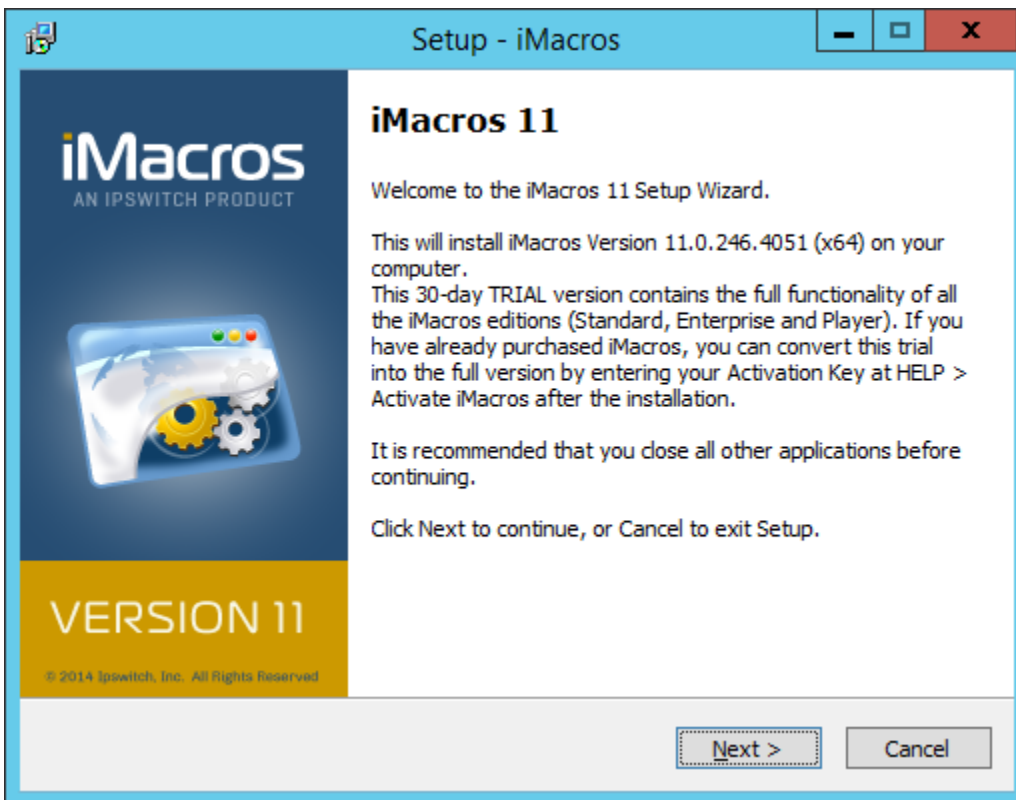 Setup - iMacros
iMacros
AN IPSWITCH PRODUCT
VERSION 11
© 2014 Ipswitch, Inc. All Rights Reserved
iMacros 11
Welcome to the iMacros 11 Setup Wizard.
This will install iMacros Version 11.0.246.4051 (x64) on your
computer.
This 30-day TRIAL version contains the full functionality of all
the iMacros editions (Standard, Enterprise and Player). If you
have already purchased iMacros, you can convert this trial
into the full version by entering your Activation Key at HELP >
Activate iMacros after the installation.
It is recommended that you close all other applications before
continuing.
Click Next to continue, or Cancel to exit Setup.
Next >
Cancel